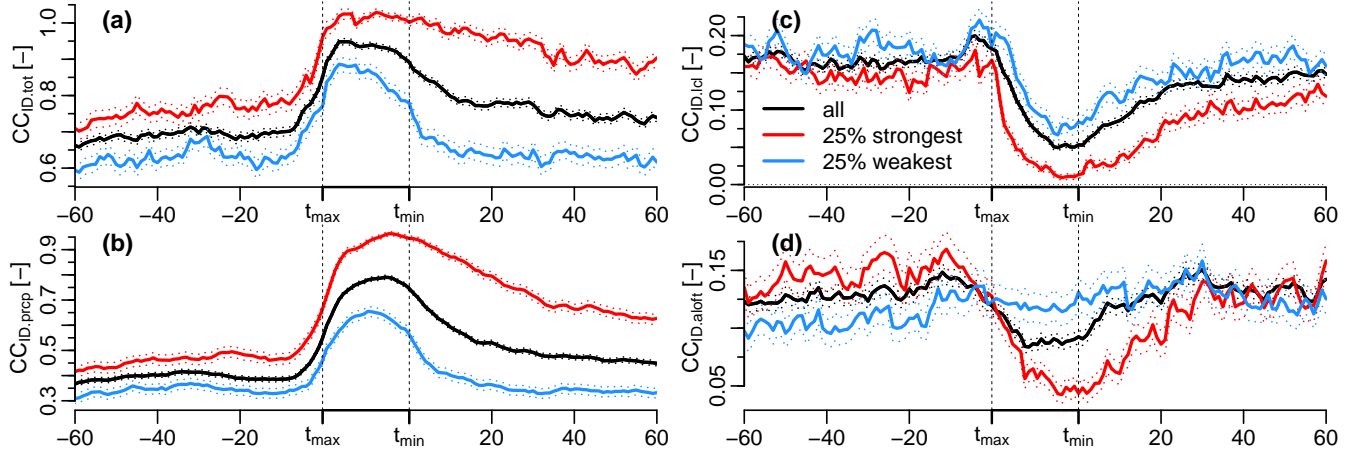 (a)
CC_ID.tot [−]
0.6 0.8 1.0
−60 −40 −20 t_max t_min 20 40 60
(b)
CC_ID.prcp [−]
0.3 0.5 0.7 0.9
−60 −40 −20 t_max t_min 20 40 60
(c)
CC_ID.lcl [−]
0.00 0.10 0.20
all
25% strongest
25% weakest
−60 −40 −20 t_max t_min 20 40 60
(d)
CC_ID.aloft [−]
0.05 0.15
−60 −40 −20 t_max t_min 20 40 60